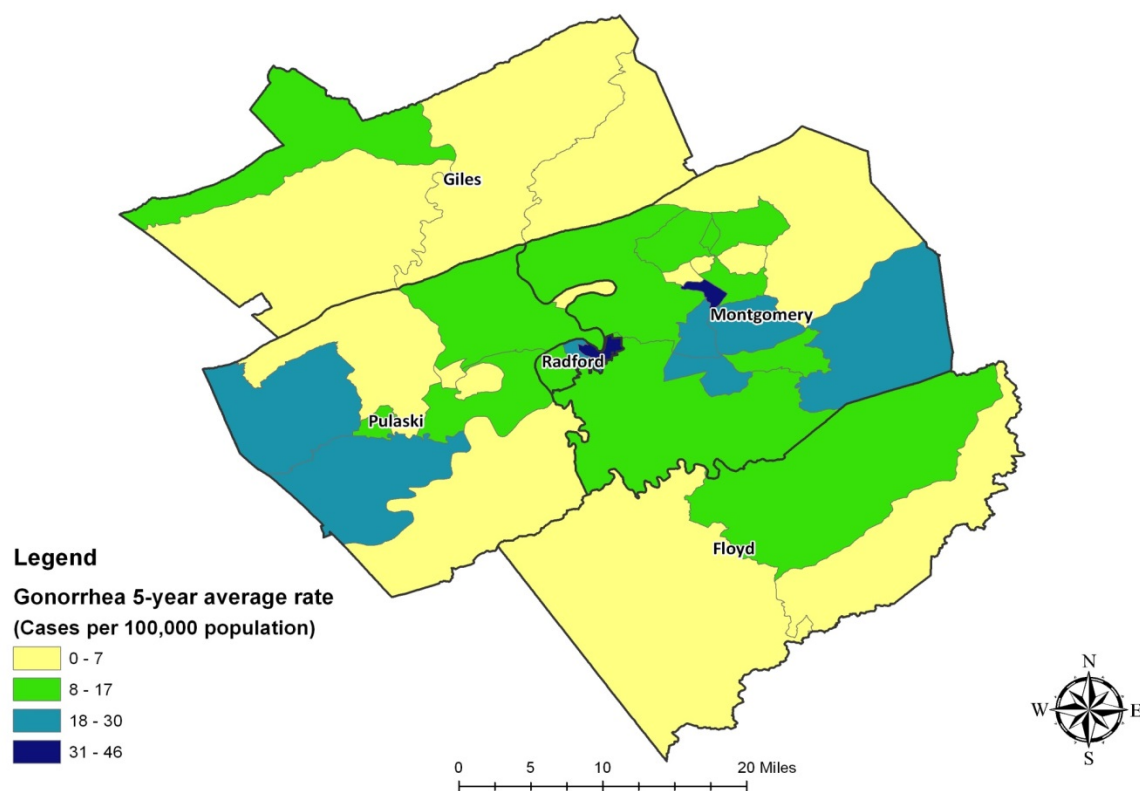 Giles
Montgomery
Radford
Pulaski
Floyd
Legend
Gonorrhea 5-year average rate
(Cases per 100,000 population)
0 - 7
8 - 17
18 - 30
31 - 46
0 5 10 20 Miles
N
W E
S